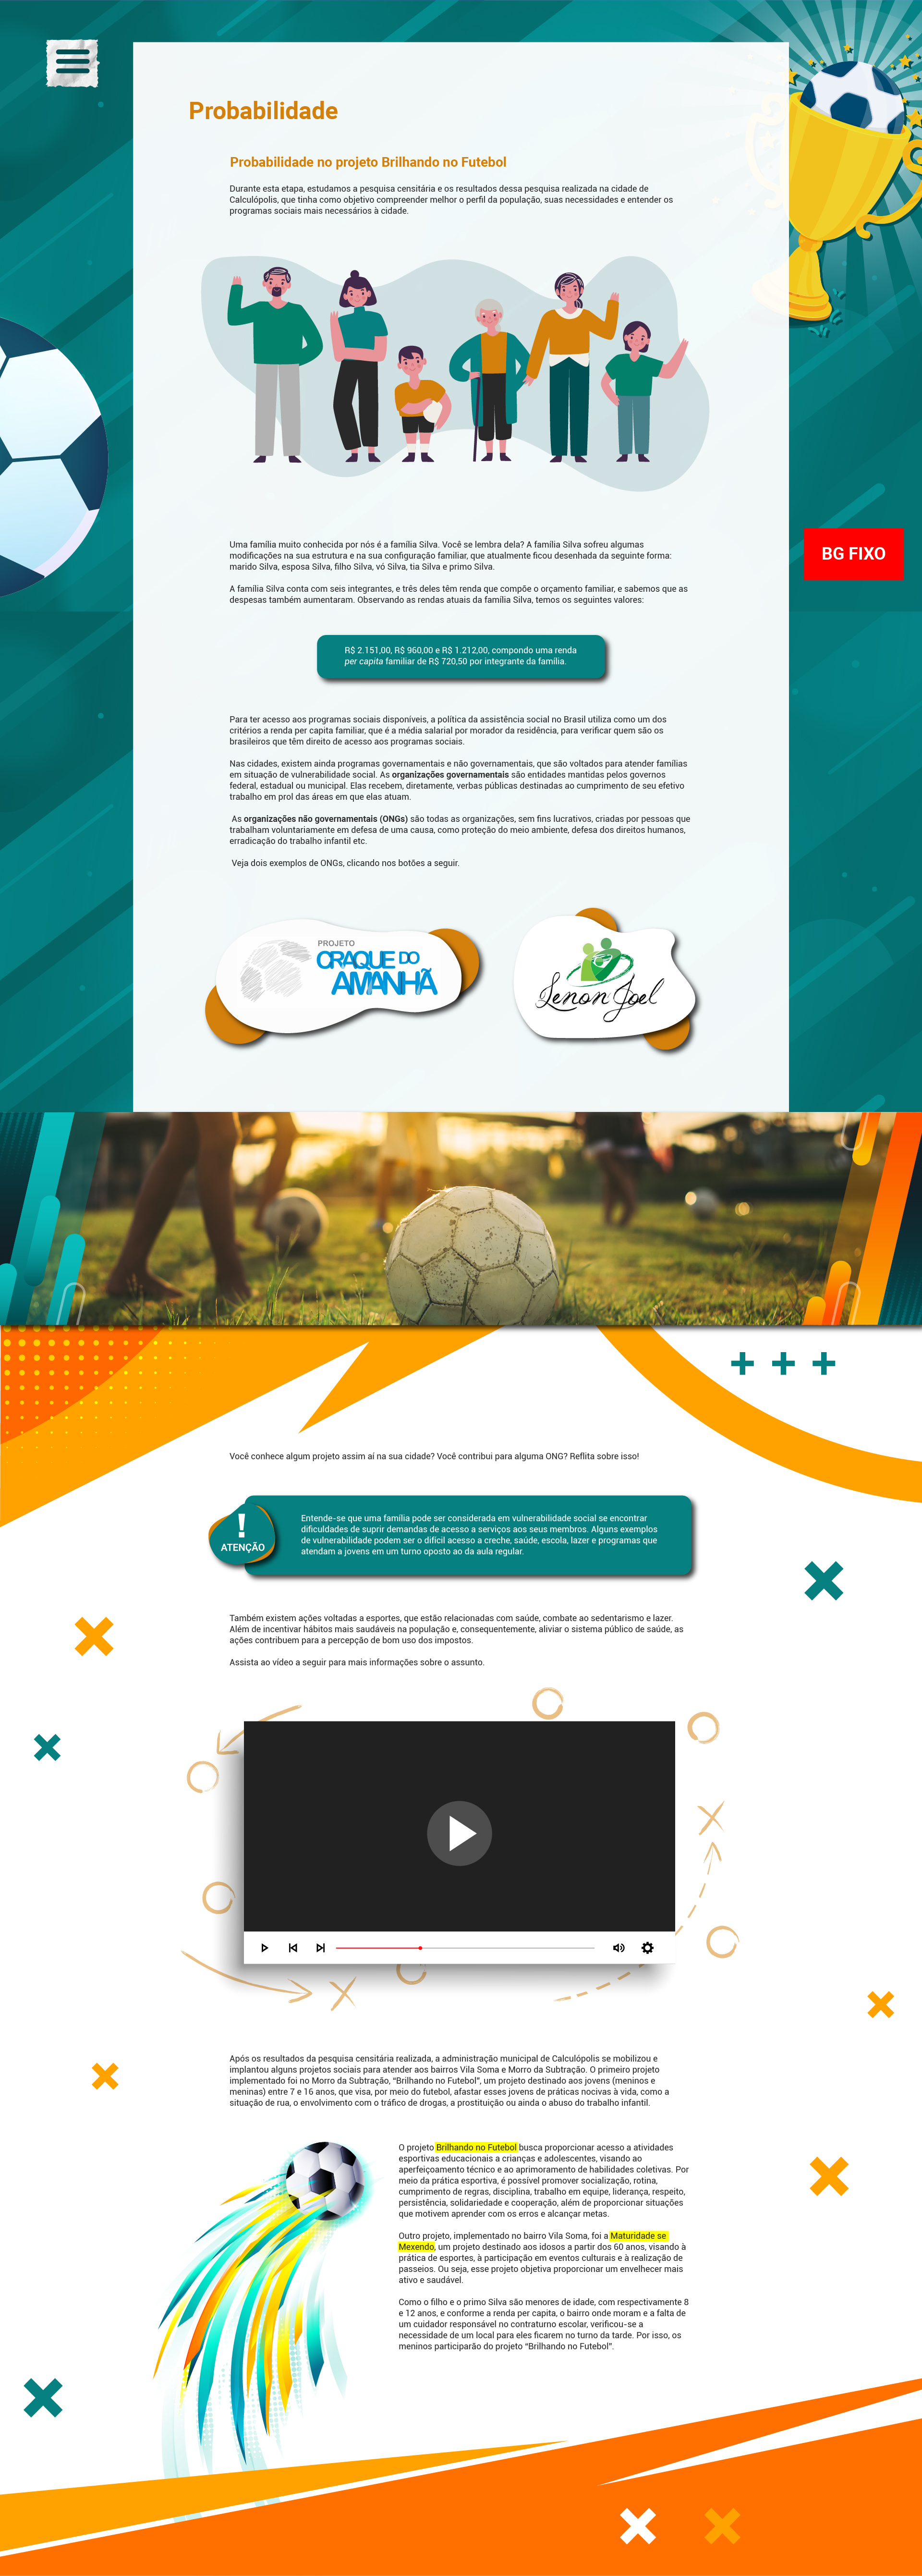 Probabilidade
Probabilidade no projeto Brilhando no Futebol
Durante esta etapa, estudamos a pesquisa censitária e os resultados dessa pesquisa realizada na cidade de
Calculópolis, que tinha como objetivo compreender melhor o perfil da população, suas necessidades e entender os
programas sociais mais necessários à cidade.
Uma família muito conhecida por nós é a família Silva. Você se lembra dela? A família Silva sofreu algumas
modificações na sua estrutura e na sua configuração familiar, que atualmente ficou desenhada da seguinte forma:
marido Silva, esposa Silva, filho Silva, vó Silva, tia Silva e primo Silva.
BG FIXO
A família Silva conta com seis integrantes, e três deles têm renda que compõe o orçamento familiar, e sabemos que as
despesas também aumentaram. Observando as rendas atuais da família Silva, temos os seguintes valores:
R$ 2.151,00, R$ 960,00 e R$ 1.212,00, compondo uma renda
per capita familiar de R$ 720,50 por integrante da família.
Para ter acesso aos programas sociais disponíveis, a política da assistência social no Brasil utiliza como um dos
critérios a renda per capita familiar, que é a média salarial por morador da residência, para verificar quem são os
brasileiros que têm direito de acesso aos programas sociais.
Nas cidades, existem ainda programas governamentais e não governamentais, que são voltados para atender famílias
em situação de vulnerabilidade social. As organizações governamentais são entidades mantidas pelos governos
federal, estadual ou municipal. Elas recebem, diretamente, verbas públicas destinadas ao cumprimento de seu efetivo
trabalho em prol das áreas em que elas atuam.
As organizações não governamentais (ONGs) são todas as organizações, sem fins lucrativos, criadas por pessoas que
trabalham voluntariamente em defesa de uma causa, como proteção do meio ambiente, defesa dos direitos humanos,
erradicação do trabalho infantil etc.
Veja dois exemplos de ONGs, clicando nos botões a seguir.
PROJETO
CRAQUE DO
AMANHÃ
Lenon Joel
Você conhece algum projeto assim aí na sua cidade? Você contribui para alguma ONG? Reflita sobre isso!
!
ATENÇÃO
Entende-se que uma família pode ser considerada em vulnerabilidade social se encontrar
dificuldades de suprir demandas de acesso a serviços aos seus membros. Alguns exemplos
de vulnerabilidade podem ser o difícil acesso a creche, saúde, escola, lazer e programas que
atendam a jovens em um turno oposto ao da aula regular.
Também existem ações voltadas a esportes, que estão relacionadas com saúde, combate ao sedentarismo e lazer.
Além de incentivar hábitos mais saudáveis na população e, consequentemente, aliviar o sistema público de saúde, as
ações contribuem para a percepção de bom uso dos impostos.
Assista ao vídeo a seguir para mais informações sobre o assunto.
Após os resultados da pesquisa censitária realizada, a administração municipal de Calculópolis se mobilizou e
implantou alguns projetos sociais para atender aos bairros Vila Soma e Morro da Subtração. O primeiro projeto
implementado foi no Morro da Subtração, “Brilhando no Futebol”, um projeto destinado aos jovens (meninos e
meninas) entre 7 e 16 anos, que visa, por meio do futebol, afastar esses jovens de práticas nocivas à vida, como a
situação de rua, o envolvimento com o tráfico de drogas, a prostituição ou ainda o abuso do trabalho infantil.
O projeto Brilhando no Futebol busca proporcionar acesso a atividades
esportivas educacionais a crianças e adolescentes, visando ao
aperfeiçoamento técnico e ao aprimoramento de habilidades coletivas. Por
meio da prática esportiva, é possível promover socialização, rotina,
cumprimento de regras, disciplina, trabalho em equipe, liderança, respeito,
persistência, solidariedade e cooperação, além de proporcionar situações
que motivem aprender com os erros e alcançar metas.
Outro projeto, implementado no bairro Vila Soma, foi a Maturidade se
Mexendo, um projeto destinado aos idosos a partir dos 60 anos, visando à
prática de esportes, à participação em eventos culturais e à realização de
passeios. Ou seja, esse projeto objetiva proporcionar um envelhecer mais
ativo e saudável.
Como o filho e o primo Silva são menores de idade, com respectivamente 8
e 12 anos, e conforme a renda per capita, o bairro onde moram e a falta de
um cuidador responsável no contraturno escolar, verificou-se a
necessidade de um local para eles ficarem no turno da tarde. Por isso, os
meninos participarão do projeto “Brilhando no Futebol”.